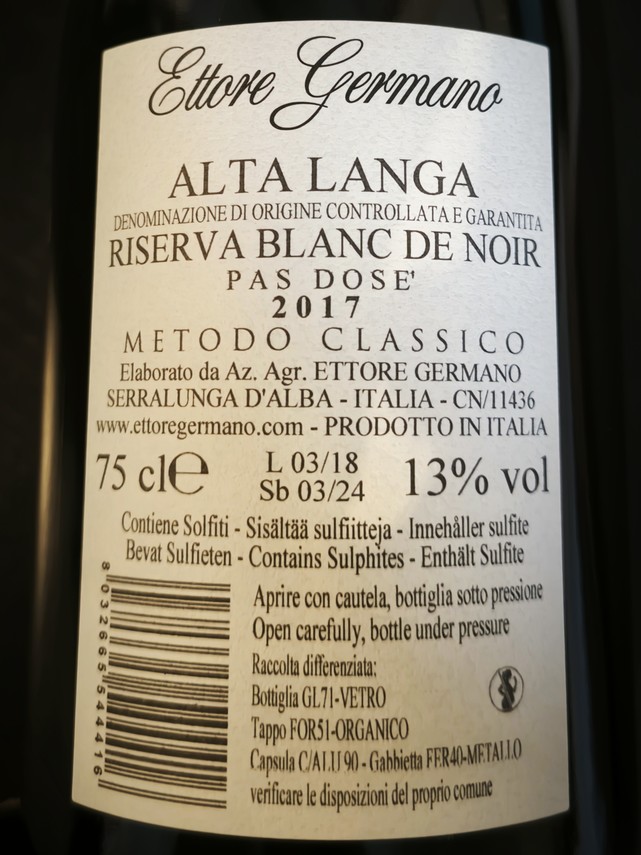 Ettore Germano
ALTA LANGA
DENOMINAZIONE DI ORIGINE CONTROLLATA E GARANTITA
RISERVA BLANC DE NOIR
PAS DOSE'
2017
METODO CLASSICO
Elaborato da Az. Agr. ETTORE GERMANO
SERRALUNGA D'ALBA - ITALIA - CN/11436
www.ettoregermano.com - PRODOTTO IN ITALIA
75 cl ℮
L 03/18
Sb 03/24
13% vol
Contiene Solfiti - Sisältää sulfiitteja - Innehåller sulfite
Bevat Sulfieten - Contains Sulphites - Enthält Sulfite
8 032665 544416
Aprire con cautela, bottiglia sotto pressione
Open carefully, bottle under pressure
Raccolta differenziata:
Bottiglia GL71-VETRO
Tappo FOR51-ORGANICO
Capsula C/ALU 90 - Gabbietta FER40-METALLO
verificare le disposizioni del proprio comune